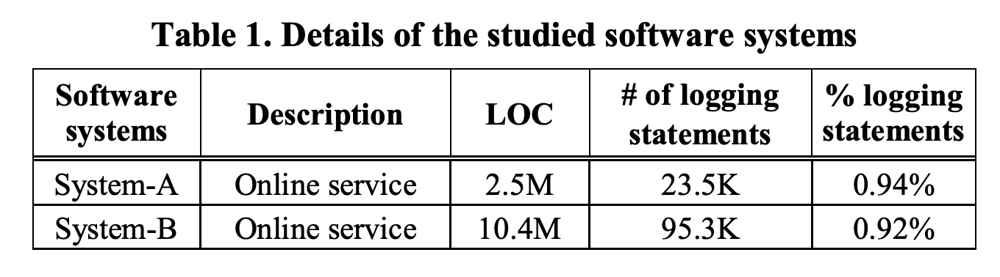 Table 1. Details of the studied software systems
Software systems Description LOC # of logging statements % logging statements
System-A Online service 2.5M 23.5K 0.94%
System-B Online service 10.4M 95.3K 0.92%